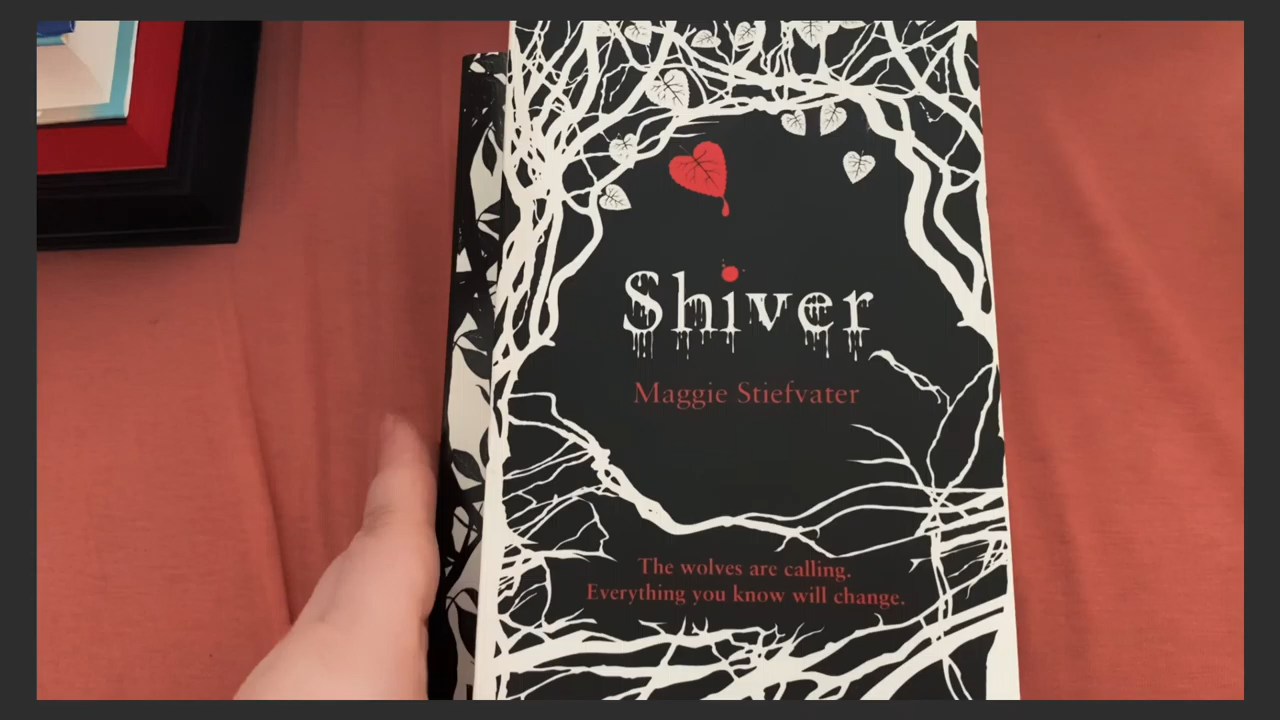 Shiver
Maggie Stiefvater
The wolves are calling.
Everything you know will change.